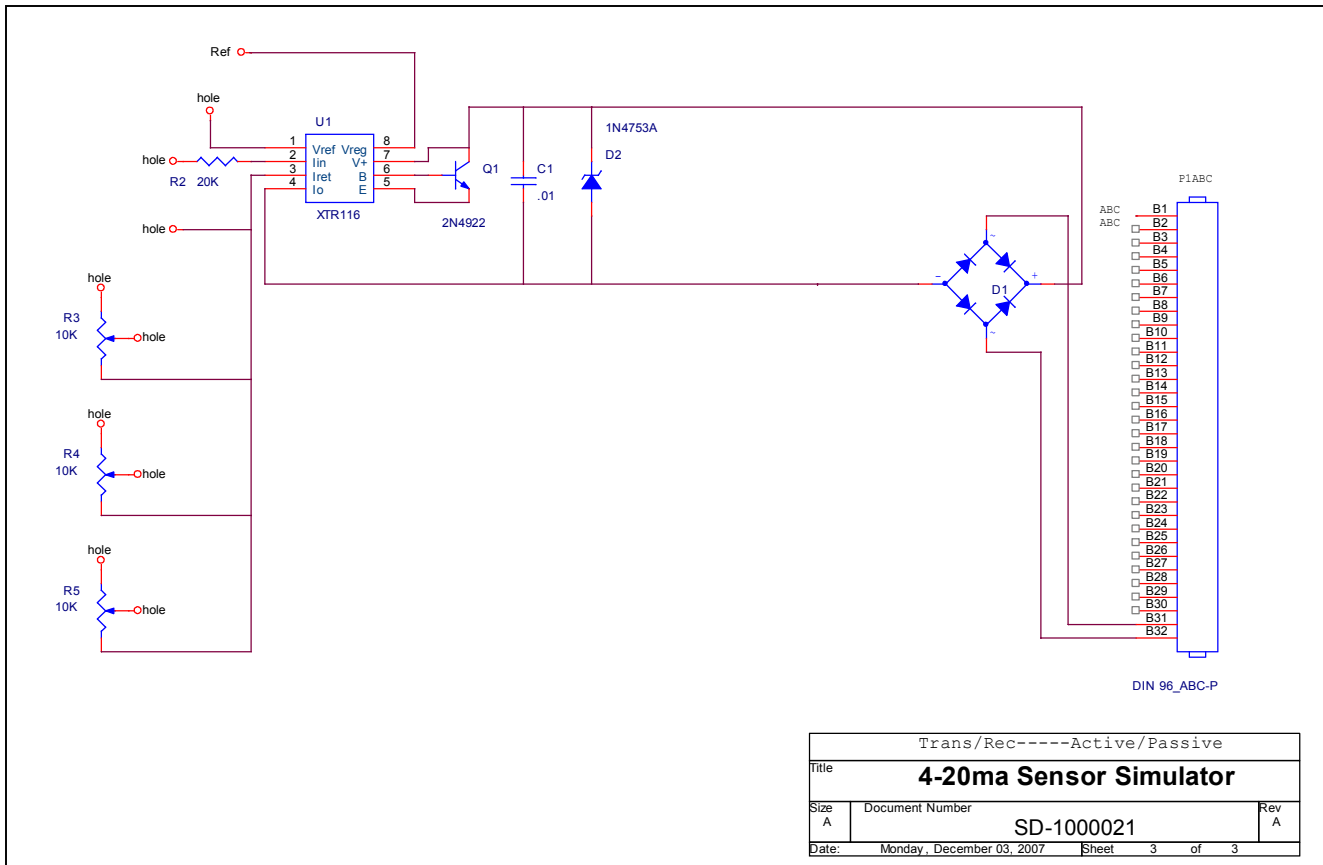 Ref
hole
U1
1 Vref Vreg 8
2 Iin V+ 7
3 Iret B 6
4 Io E 5
XTR116
hole
R2 20K
hole
Q1
2N4922
C1
.01
1N4753A
D2
hole
R3
10K
hole
hole
R4
10K
hole
hole
R5
10K
hole
~
-
+
D1
~
P1ABC
ABC
ABC
B1
B2
B3
B4
B5
B6
B7
B8
B9
B10
B11
B12
B13
B14
B15
B16
B17
B18
B19
B20
B21
B22
B23
B24
B25
B26
B27
B28
B29
B30
B31
B32
DIN 96_ABC-P
Trans/Rec-----Active/Passive
Title
4-20ma Sensor Simulator
Size
A
Document Number
SD-1000021
Rev
A
Date: Monday, December 03, 2007 Sheet 3 of 3